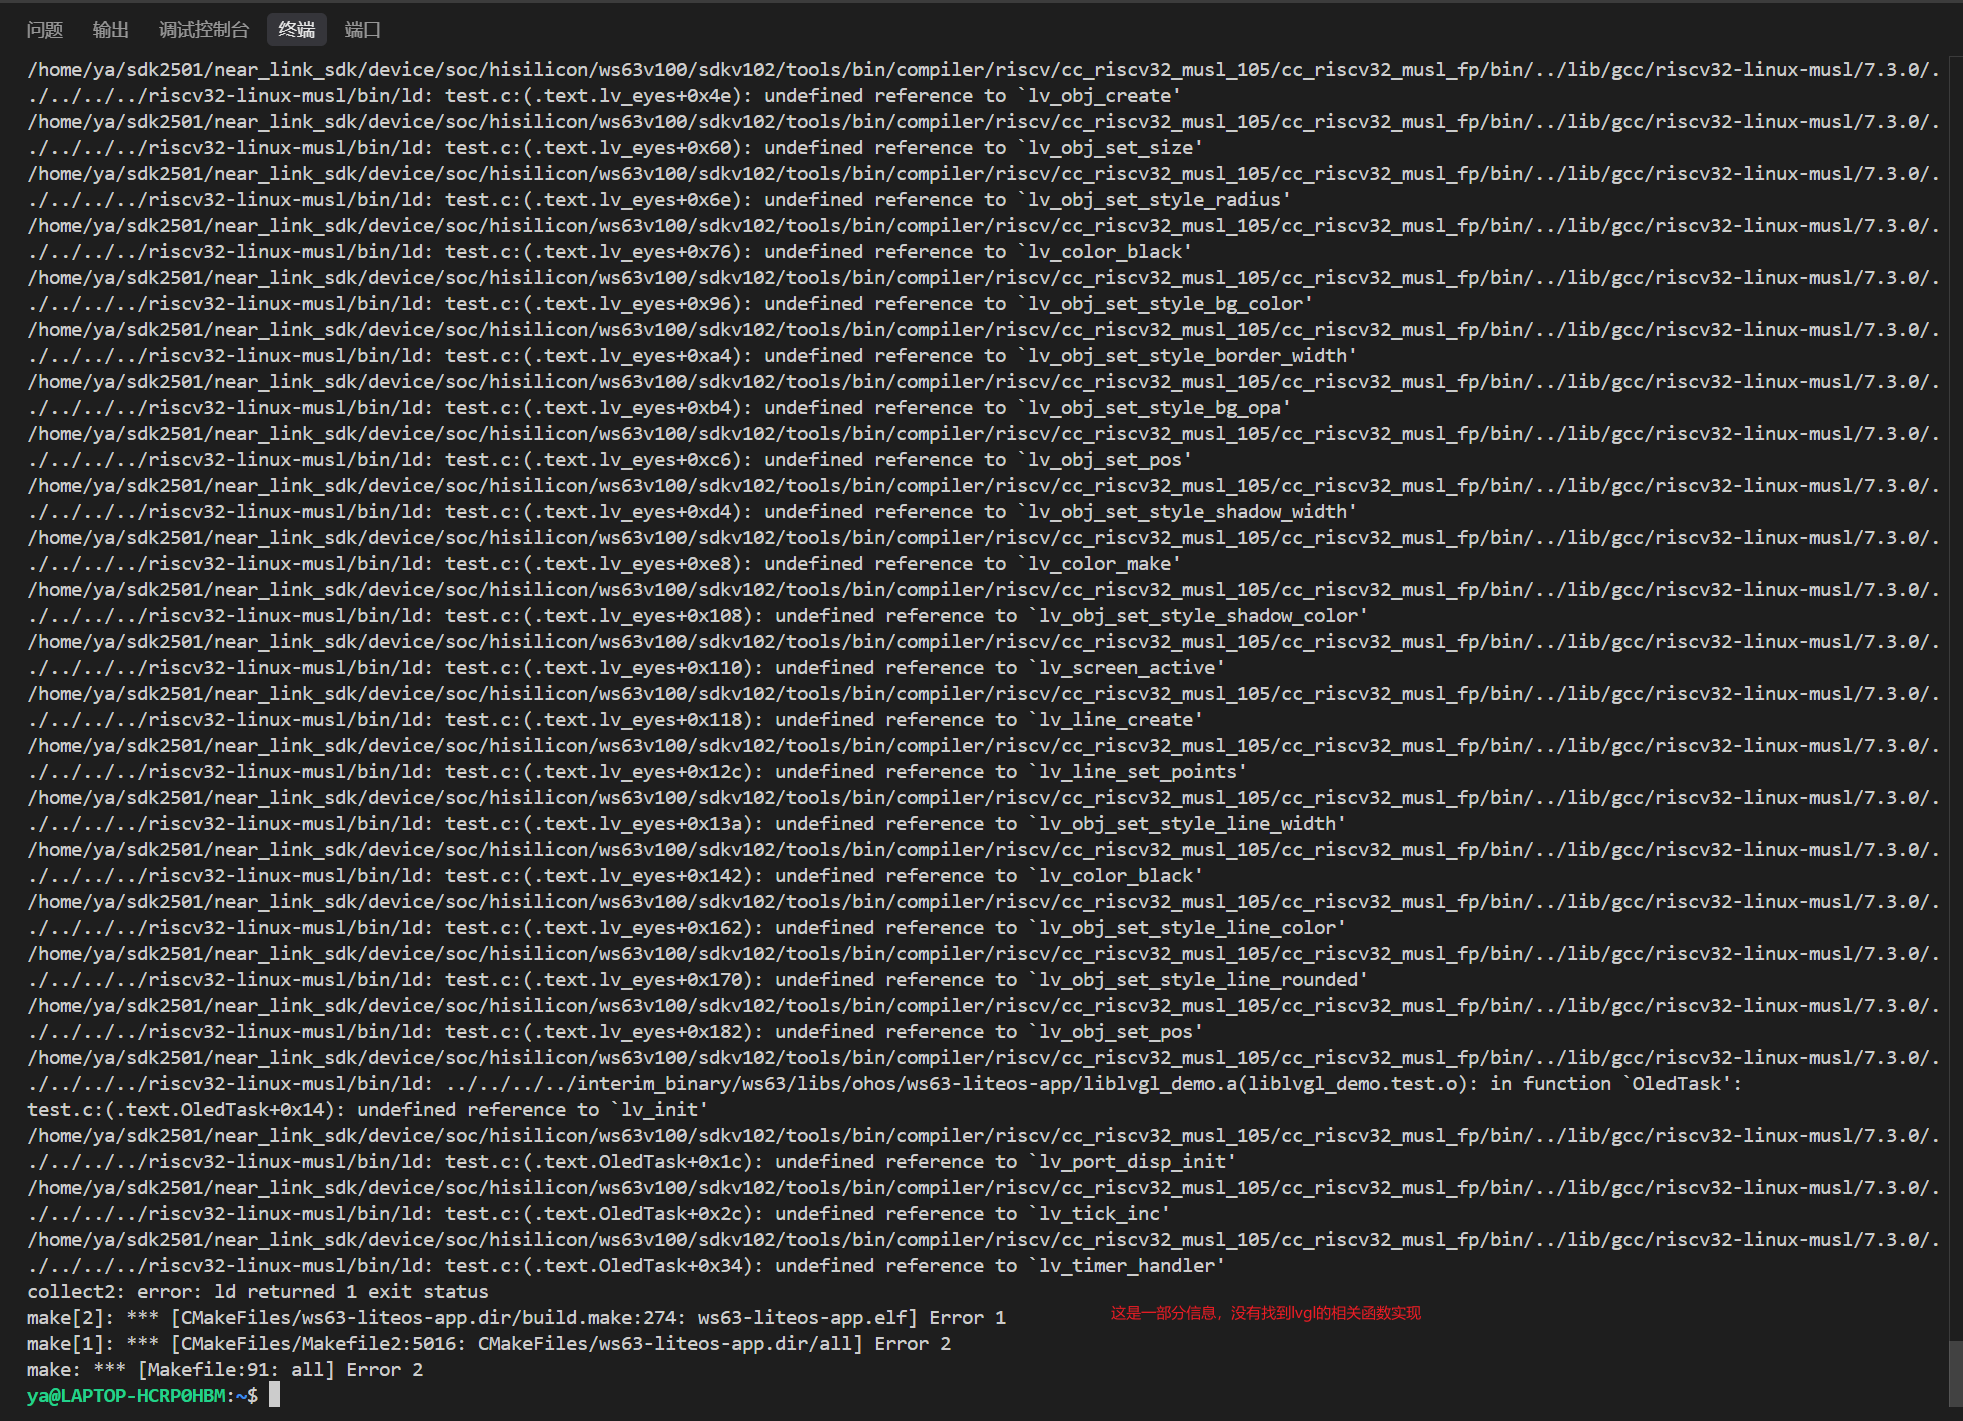 问题 输出 调试控制台 终端 端口
/home/ya/sdk2501/near_link_sdk/device/soc/hisilicon/ws63v100/sdkv102/tools/bin/compiler/riscv/cc_riscv32_musl_105/cc_riscv32_musl_fp/bin/../lib/gcc/riscv32-linux-musl/7.3.0/.
./../../../riscv32-linux-musl/bin/ld: test.c:(.text.lv_eyes+0x4e): undefined reference to `lv_obj_create'
/home/ya/sdk2501/near_link_sdk/device/soc/hisilicon/ws63v100/sdkv102/tools/bin/compiler/riscv/cc_riscv32_musl_105/cc_riscv32_musl_fp/bin/../lib/gcc/riscv32-linux-musl/7.3.0/.
./../../../riscv32-linux-musl/bin/ld: test.c:(.text.lv_eyes+0x60): undefined reference to `lv_obj_set_size'
/home/ya/sdk2501/near_link_sdk/device/soc/hisilicon/ws63v100/sdkv102/tools/bin/compiler/riscv/cc_riscv32_musl_105/cc_riscv32_musl_fp/bin/../lib/gcc/riscv32-linux-musl/7.3.0/.
./../../../riscv32-linux-musl/bin/ld: test.c:(.text.lv_eyes+0x6e): undefined reference to `lv_obj_set_style_radius'
/home/ya/sdk2501/near_link_sdk/device/soc/hisilicon/ws63v100/sdkv102/tools/bin/compiler/riscv/cc_riscv32_musl_105/cc_riscv32_musl_fp/bin/../lib/gcc/riscv32-linux-musl/7.3.0/.
./../../../riscv32-linux-musl/bin/ld: test.c:(.text.lv_eyes+0x76): undefined reference to `lv_color_black'
/home/ya/sdk2501/near_link_sdk/device/soc/hisilicon/ws63v100/sdkv102/tools/bin/compiler/riscv/cc_riscv32_musl_105/cc_riscv32_musl_fp/bin/../lib/gcc/riscv32-linux-musl/7.3.0/.
./../../../riscv32-linux-musl/bin/ld: test.c:(.text.lv_eyes+0x96): undefined reference to `lv_obj_set_style_bg_color'
/home/ya/sdk2501/near_link_sdk/device/soc/hisilicon/ws63v100/sdkv102/tools/bin/compiler/riscv/cc_riscv32_musl_105/cc_riscv32_musl_fp/bin/../lib/gcc/riscv32-linux-musl/7.3.0/.
./../../../riscv32-linux-musl/bin/ld: test.c:(.text.lv_eyes+0xa4): undefined reference to `lv_obj_set_style_border_width'
/home/ya/sdk2501/near_link_sdk/device/soc/hisilicon/ws63v100/sdkv102/tools/bin/compiler/riscv/cc_riscv32_musl_105/cc_riscv32_musl_fp/bin/../lib/gcc/riscv32-linux-musl/7.3.0/.
./../../../riscv32-linux-musl/bin/ld: test.c:(.text.lv_eyes+0xb4): undefined reference to `lv_obj_set_style_bg_opa'
/home/ya/sdk2501/near_link_sdk/device/soc/hisilicon/ws63v100/sdkv102/tools/bin/compiler/riscv/cc_riscv32_musl_105/cc_riscv32_musl_fp/bin/../lib/gcc/riscv32-linux-musl/7.3.0/.
./../../../riscv32-linux-musl/bin/ld: test.c:(.text.lv_eyes+0xc6): undefined reference to `lv_obj_set_pos'
/home/ya/sdk2501/near_link_sdk/device/soc/hisilicon/ws63v100/sdkv102/tools/bin/compiler/riscv/cc_riscv32_musl_105/cc_riscv32_musl_fp/bin/../lib/gcc/riscv32-linux-musl/7.3.0/.
./../../../riscv32-linux-musl/bin/ld: test.c:(.text.lv_eyes+0xd4): undefined reference to `lv_obj_set_style_shadow_width'
/home/ya/sdk2501/near_link_sdk/device/soc/hisilicon/ws63v100/sdkv102/tools/bin/compiler/riscv/cc_riscv32_musl_105/cc_riscv32_musl_fp/bin/../lib/gcc/riscv32-linux-musl/7.3.0/.
./../../../riscv32-linux-musl/bin/ld: test.c:(.text.lv_eyes+0xe8): undefined reference to `lv_color_make'
/home/ya/sdk2501/near_link_sdk/device/soc/hisilicon/ws63v100/sdkv102/tools/bin/compiler/riscv/cc_riscv32_musl_105/cc_riscv32_musl_fp/bin/../lib/gcc/riscv32-linux-musl/7.3.0/.
./../../../riscv32-linux-musl/bin/ld: test.c:(.text.lv_eyes+0x108): undefined reference to `lv_obj_set_style_shadow_color'
/home/ya/sdk2501/near_link_sdk/device/soc/hisilicon/ws63v100/sdkv102/tools/bin/compiler/riscv/cc_riscv32_musl_105/cc_riscv32_musl_fp/bin/../lib/gcc/riscv32-linux-musl/7.3.0/.
./../../../riscv32-linux-musl/bin/ld: test.c:(.text.lv_eyes+0x110): undefined reference to `lv_screen_active'
/home/ya/sdk2501/near_link_sdk/device/soc/hisilicon/ws63v100/sdkv102/tools/bin/compiler/riscv/cc_riscv32_musl_105/cc_riscv32_musl_fp/bin/../lib/gcc/riscv32-linux-musl/7.3.0/.
./../../../riscv32-linux-musl/bin/ld: test.c:(.text.lv_eyes+0x118): undefined reference to `lv_line_create'
/home/ya/sdk2501/near_link_sdk/device/soc/hisilicon/ws63v100/sdkv102/tools/bin/compiler/riscv/cc_riscv32_musl_105/cc_riscv32_musl_fp/bin/../lib/gcc/riscv32-linux-musl/7.3.0/.
./../../../riscv32-linux-musl/bin/ld: test.c:(.text.lv_eyes+0x12c): undefined reference to `lv_line_set_points'
/home/ya/sdk2501/near_link_sdk/device/soc/hisilicon/ws63v100/sdkv102/tools/bin/compiler/riscv/cc_riscv32_musl_105/cc_riscv32_musl_fp/bin/../lib/gcc/riscv32-linux-musl/7.3.0/.
./../../../riscv32-linux-musl/bin/ld: test.c:(.text.lv_eyes+0x13a): undefined reference to `lv_obj_set_style_line_width'
/home/ya/sdk2501/near_link_sdk/device/soc/hisilicon/ws63v100/sdkv102/tools/bin/compiler/riscv/cc_riscv32_musl_105/cc_riscv32_musl_fp/bin/../lib/gcc/riscv32-linux-musl/7.3.0/.
./../../../riscv32-linux-musl/bin/ld: test.c:(.text.lv_eyes+0x142): undefined reference to `lv_color_black'
/home/ya/sdk2501/near_link_sdk/device/soc/hisilicon/ws63v100/sdkv102/tools/bin/compiler/riscv/cc_riscv32_musl_105/cc_riscv32_musl_fp/bin/../lib/gcc/riscv32-linux-musl/7.3.0/.
./../../../riscv32-linux-musl/bin/ld: test.c:(.text.lv_eyes+0x162): undefined reference to `lv_obj_set_style_line_color'
/home/ya/sdk2501/near_link_sdk/device/soc/hisilicon/ws63v100/sdkv102/tools/bin/compiler/riscv/cc_riscv32_musl_105/cc_riscv32_musl_fp/bin/../lib/gcc/riscv32-linux-musl/7.3.0/.
./../../../riscv32-linux-musl/bin/ld: test.c:(.text.lv_eyes+0x170): undefined reference to `lv_obj_set_style_line_rounded'
/home/ya/sdk2501/near_link_sdk/device/soc/hisilicon/ws63v100/sdkv102/tools/bin/compiler/riscv/cc_riscv32_musl_105/cc_riscv32_musl_fp/bin/../lib/gcc/riscv32-linux-musl/7.3.0/.
./../../../riscv32-linux-musl/bin/ld: test.c:(.text.lv_eyes+0x182): undefined reference to `lv_obj_set_pos'
/home/ya/sdk2501/near_link_sdk/device/soc/hisilicon/ws63v100/sdkv102/tools/bin/compiler/riscv/cc_riscv32_musl_105/cc_riscv32_musl_fp/bin/../lib/gcc/riscv32-linux-musl/7.3.0/.
./../../../riscv32-linux-musl/bin/ld: ../../../../interim_binary/ws63/libs/ohos/ws63-liteos-app/liblvgl_demo.a(liblvgl_demo.test.o): in function `OledTask':
test.c:(.text.OledTask+0x14): undefined reference to `lv_init'
/home/ya/sdk2501/near_link_sdk/device/soc/hisilicon/ws63v100/sdkv102/tools/bin/compiler/riscv/cc_riscv32_musl_105/cc_riscv32_musl_fp/bin/../lib/gcc/riscv32-linux-musl/7.3.0/.
./../../../riscv32-linux-musl/bin/ld: test.c:(.text.OledTask+0x1c): undefined reference to `lv_port_disp_init'
/home/ya/sdk2501/near_link_sdk/device/soc/hisilicon/ws63v100/sdkv102/tools/bin/compiler/riscv/cc_riscv32_musl_105/cc_riscv32_musl_fp/bin/../lib/gcc/riscv32-linux-musl/7.3.0/.
./../../../riscv32-linux-musl/bin/ld: test.c:(.text.OledTask+0x2c): undefined reference to `lv_tick_inc'
/home/ya/sdk2501/near_link_sdk/device/soc/hisilicon/ws63v100/sdkv102/tools/bin/compiler/riscv/cc_riscv32_musl_105/cc_riscv32_musl_fp/bin/../lib/gcc/riscv32-linux-musl/7.3.0/.
./../../../riscv32-linux-musl/bin/ld: test.c:(.text.OledTask+0x34): undefined reference to `lv_timer_handler'
collect2: error: ld returned 1 exit status
make[2]: *** [CMakeFiles/ws63-liteos-app.dir/build.make:274: ws63-liteos-app.elf] Error 1 这是一部分信息，没有找到lvgl的相关函数实现
make[1]: *** [CMakeFiles/Makefile2:5016: CMakeFiles/ws63-liteos-app.dir/all] Error 2
make: *** [Makefile:91: all] Error 2
ya@LAPTOP-HCRP0HBM:~$